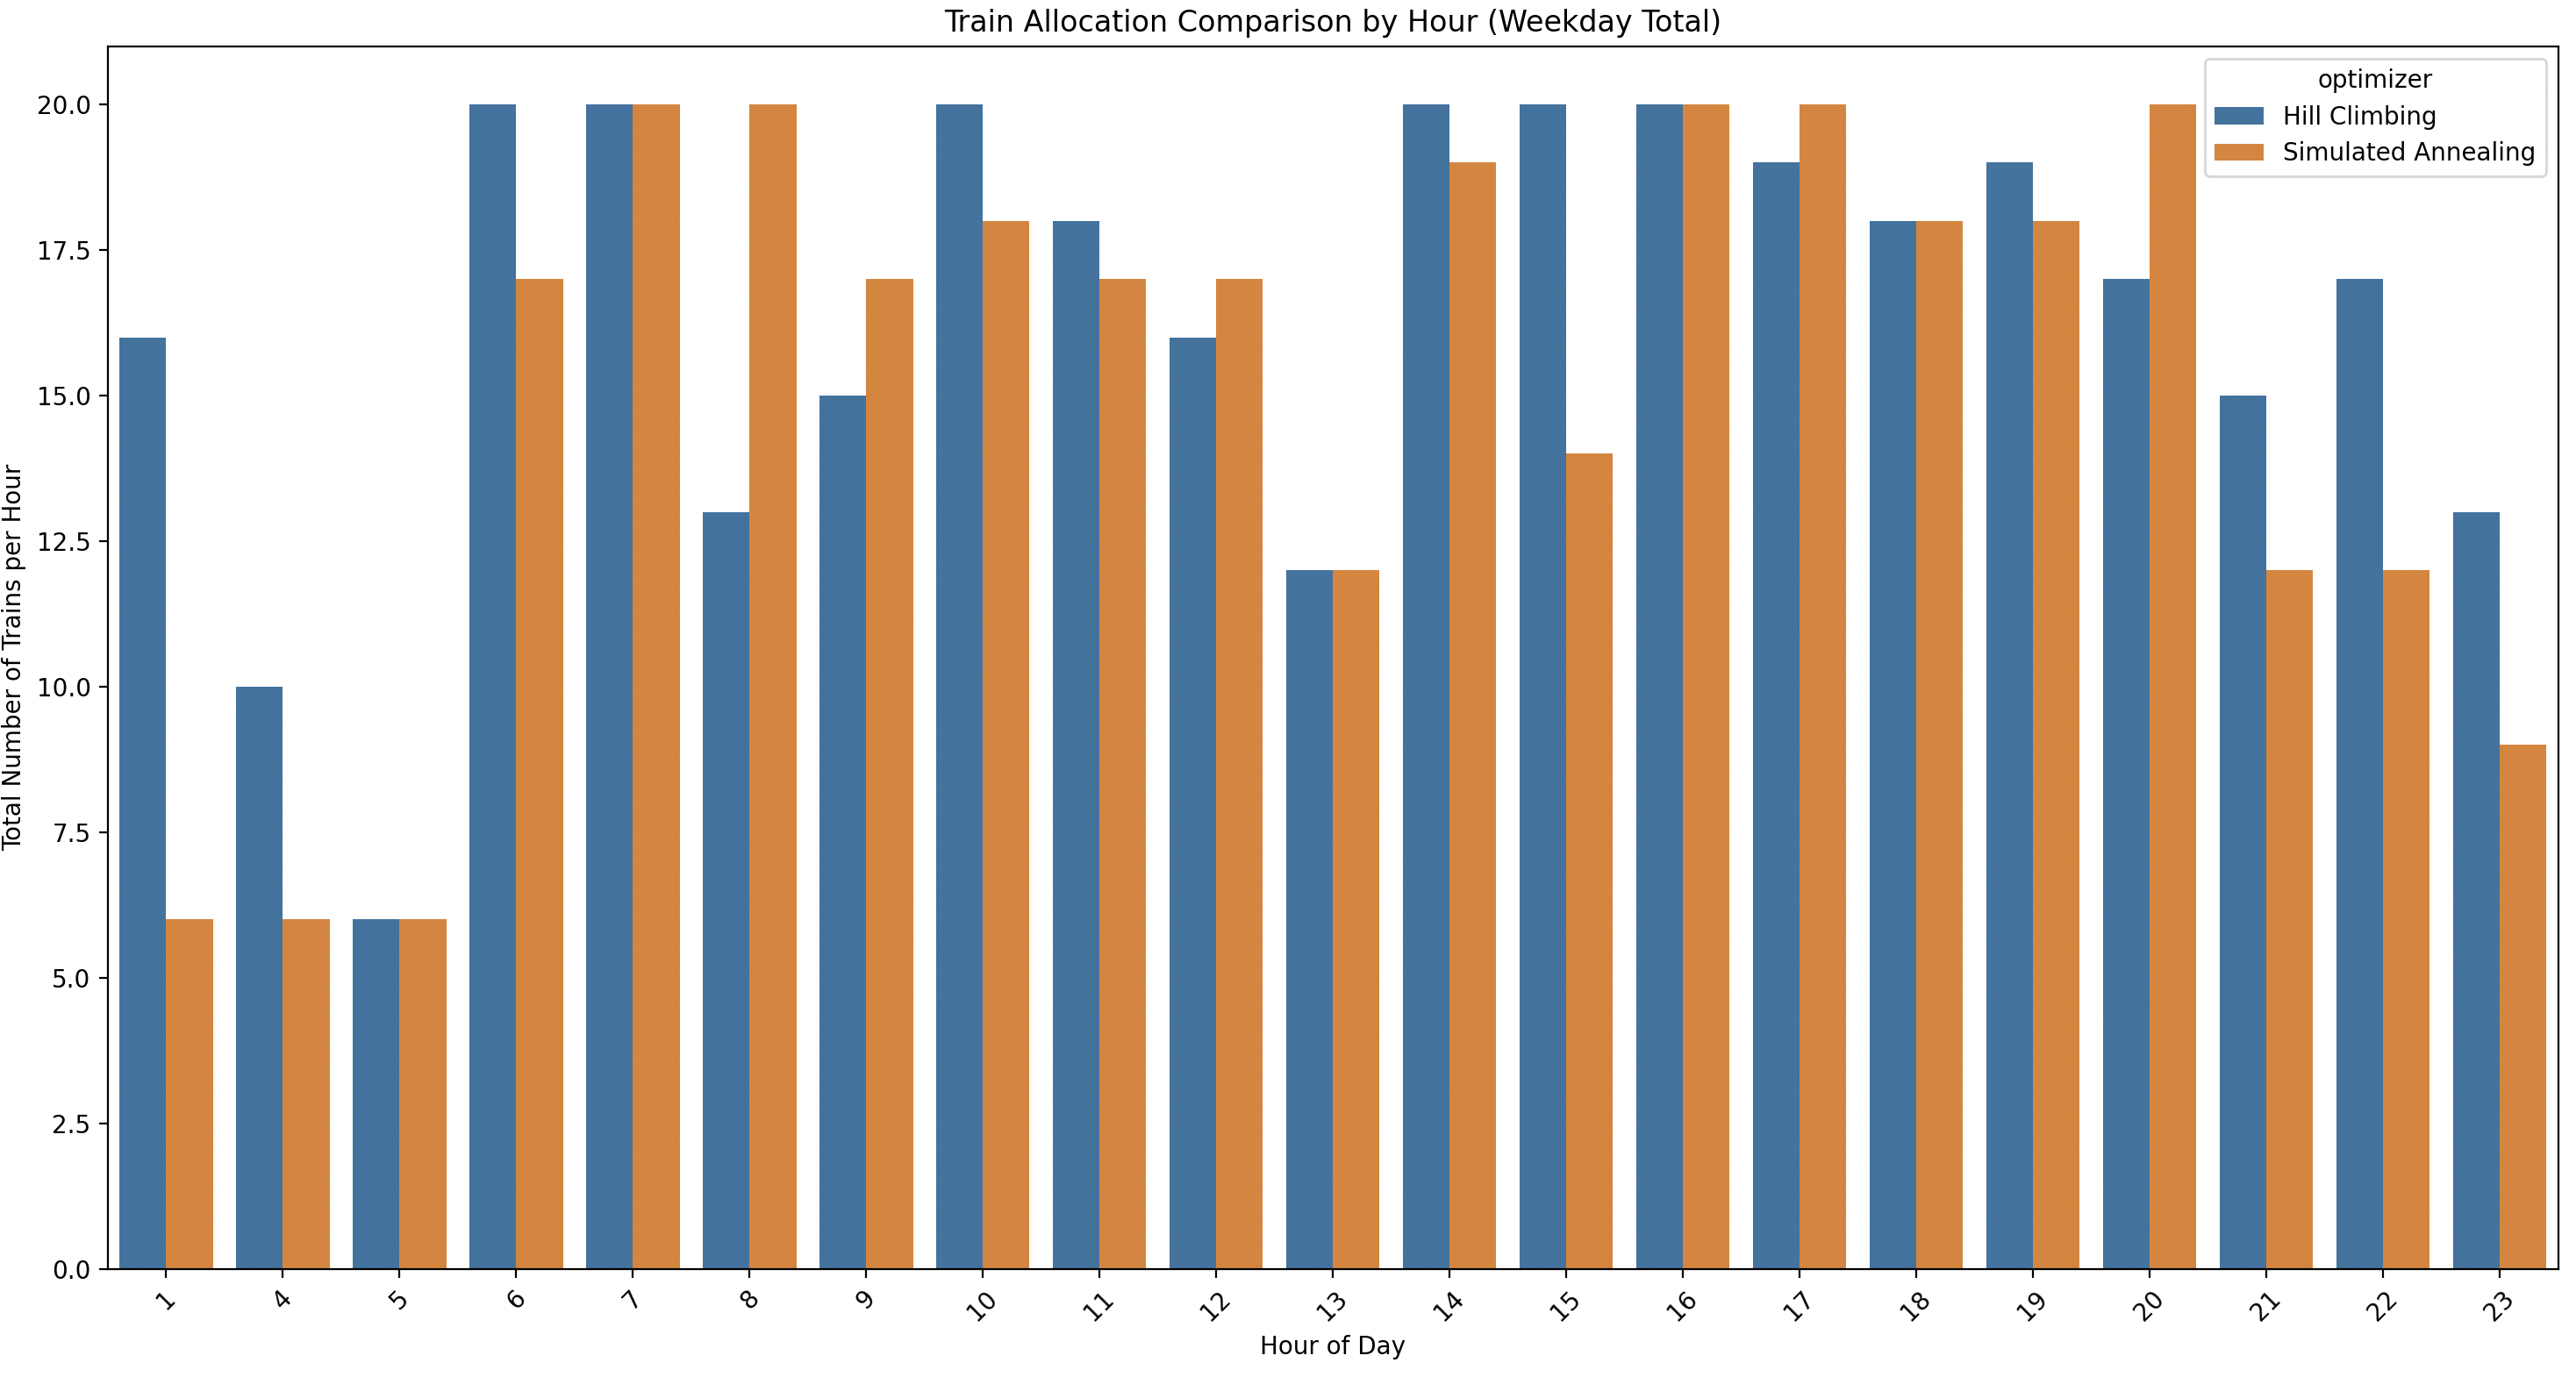 Train Allocation Comparison by Hour (Weekday Total)
optimizer
Hill Climbing
Simulated Annealing
Total Number of Trains per Hour
20.0
17.5
15.0
12.5
10.0
7.5
5.0
2.5
0.0
1 4 5 6 7 8 9 10 11 12 13 14 15 16 17 18 19 20 21 22 23
Hour of Day